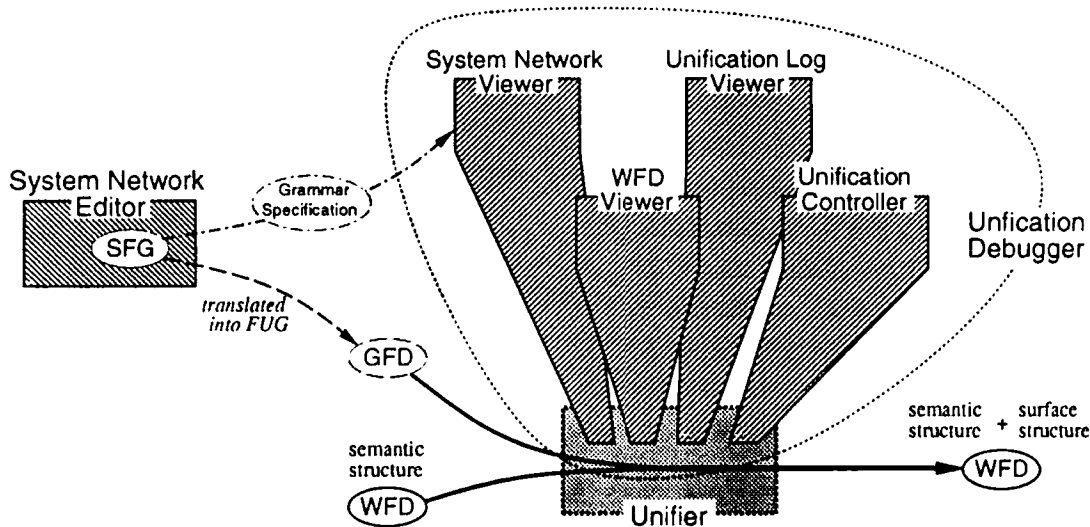 System Network
Viewer
Unification Log
Viewer
System Network
Editor
SFG
Grammar
Specification
WFD
Viewer
Unification
Controller
Unfication
Debugger
translated
into FUG
GFD
semantic
structure
WFD
Unifier
semantic
structure
+
surface
structure
WFD